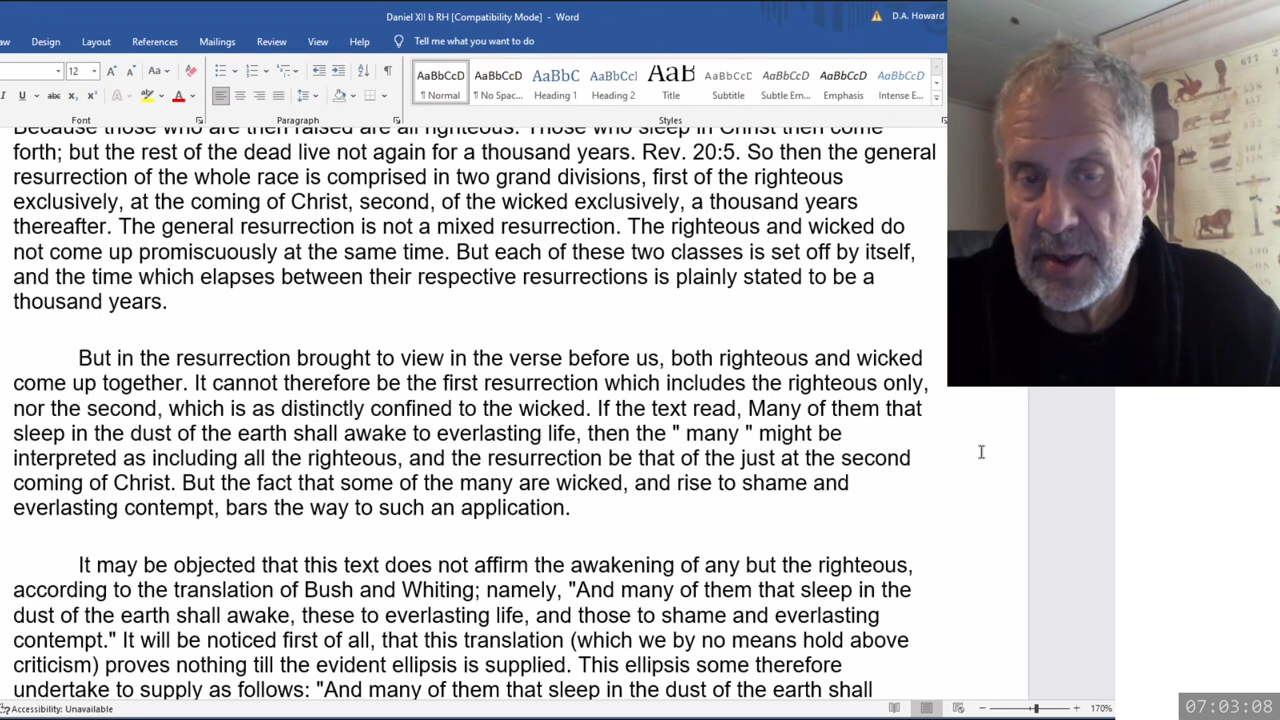 Daniel XII b RH [Compatibility Mode] - Word
D.A. Howard
Design Layout References Mailings Review View Help Tell me what you want to do
12
AaBbCcD AaBbCcD AaBbC AaBbCcI AaB AaBbCcD AaBbCcD AaBbCcD AaBbCcD
¶ Normal ¶ No Spac... Heading 1 Heading 2 Title Subtitle Subtle Em... Emphasis Intense E...
Font Paragraph Styles
Because those who are then raised are all righteous. Those who sleep in Christ then come
forth; but the rest of the dead live not again for a thousand years. Rev. 20:5. So then the general
resurrection of the whole race is comprised in two grand divisions, first of the righteous
exclusively, at the coming of Christ, second, of the wicked exclusively, a thousand years
thereafter. The general resurrection is not a mixed resurrection. The righteous and wicked do
not come up promiscuously at the same time. But each of these two classes is set off by itself,
and the time which elapses between their respective resurrections is plainly stated to be a
thousand years.
But in the resurrection brought to view in the verse before us, both righteous and wicked
come up together. It cannot therefore be the first resurrection which includes the righteous only,
nor the second, which is as distinctly confined to the wicked. If the text read, Many of them that
sleep in the dust of the earth shall awake to everlasting life, then the " many " might be
interpreted as including all the righteous, and the resurrection be that of the just at the second
coming of Christ. But the fact that some of the many are wicked, and rise to shame and
everlasting contempt, bars the way to such an application.
It may be objected that this text does not affirm the awakening of any but the righteous,
according to the translation of Bush and Whiting; namely, "And many of them that sleep in the
dust of the earth shall awake, these to everlasting life, and those to shame and everlasting
contempt." It will be noticed first of all, that this translation (which we by no means hold above
criticism) proves nothing till the evident ellipsis is supplied. This ellipsis some therefore
undertake to supply as follows: "And many of them that sleep in the dust of the earth shall
Accessibility: Unavailable
170%
07:03:08